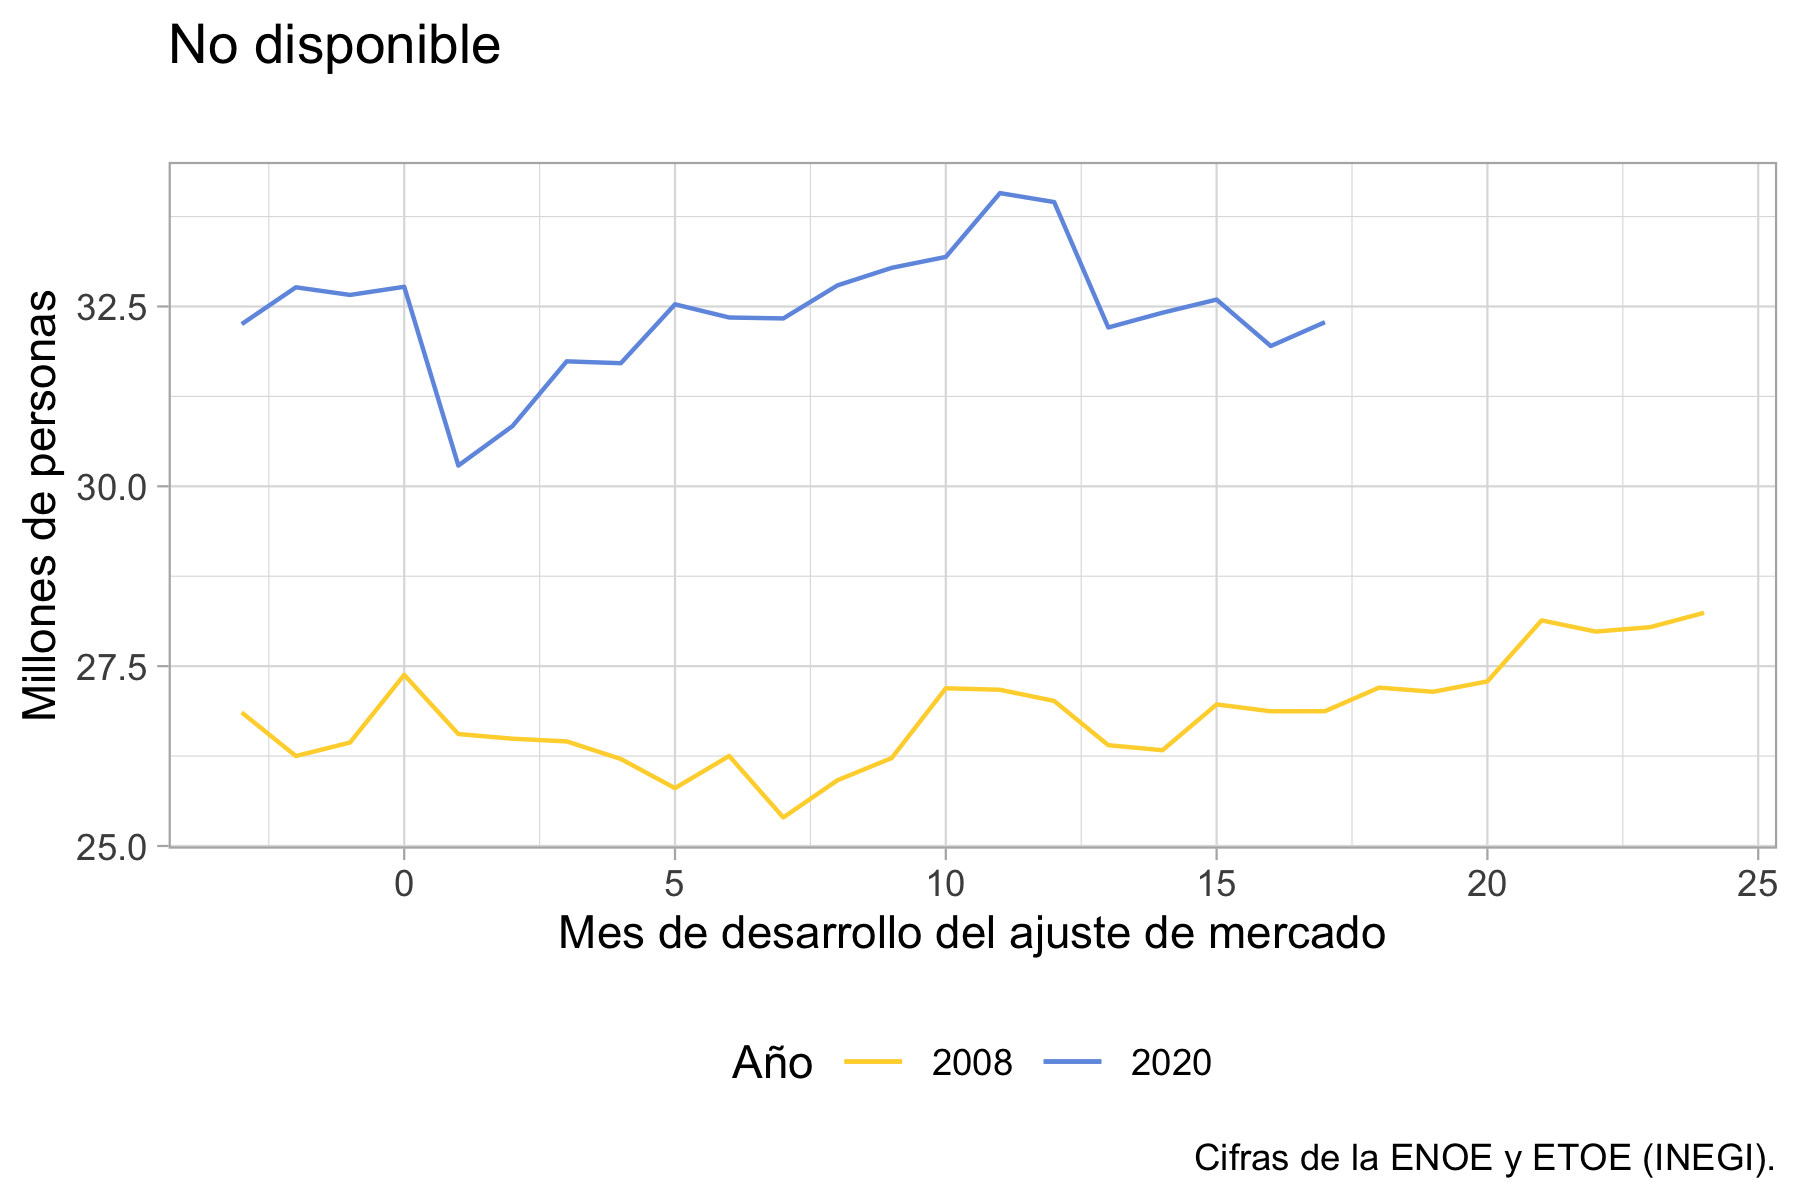 No disponible
Millones de personas
32.5
30.0
27.5
25.0
0 5 10 15 20 25
Mes de desarrollo del ajuste de mercado
Año 2008 2020
Cifras de la ENOE y ETOE (INEGI).